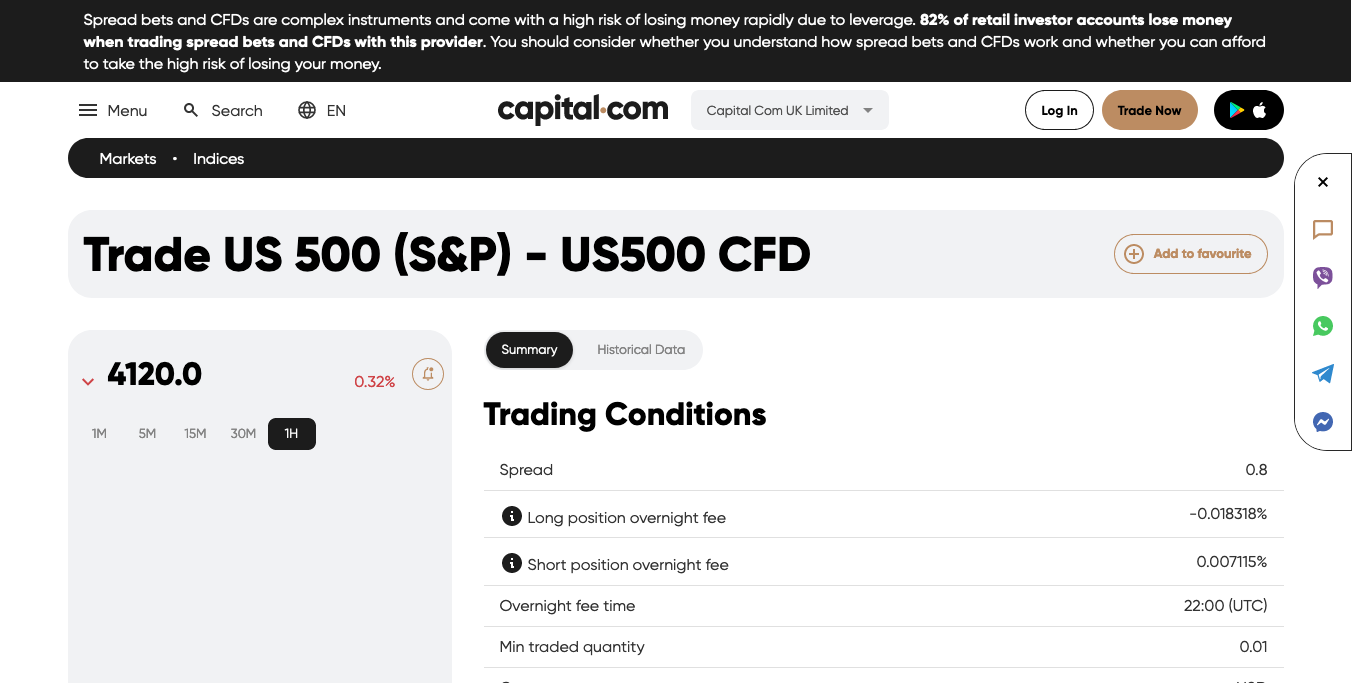 Spread bets and CFDs are complex instruments and come with a high risk of losing money rapidly due to leverage. 82% of retail investor accounts lose money
when trading spread bets and CFDs with this provider. You should consider whether you understand how spread bets and CFDs work and whether you can afford
to take the high risk of losing your money.
Menu Search EN capital.com Capital Com UK Limited Log In Trade Now
Markets • Indices
Trade US 500 (S&P) - US500 CFD Add to favourite
4120.0 0.32%
1M 5M 15M 30M 1H
Summary Historical Data
Trading Conditions
Spread 0.8
Long position overnight fee -0.018318%
Short position overnight fee 0.007115%
Overnight fee time 22:00 (UTC)
Min traded quantity 0.01